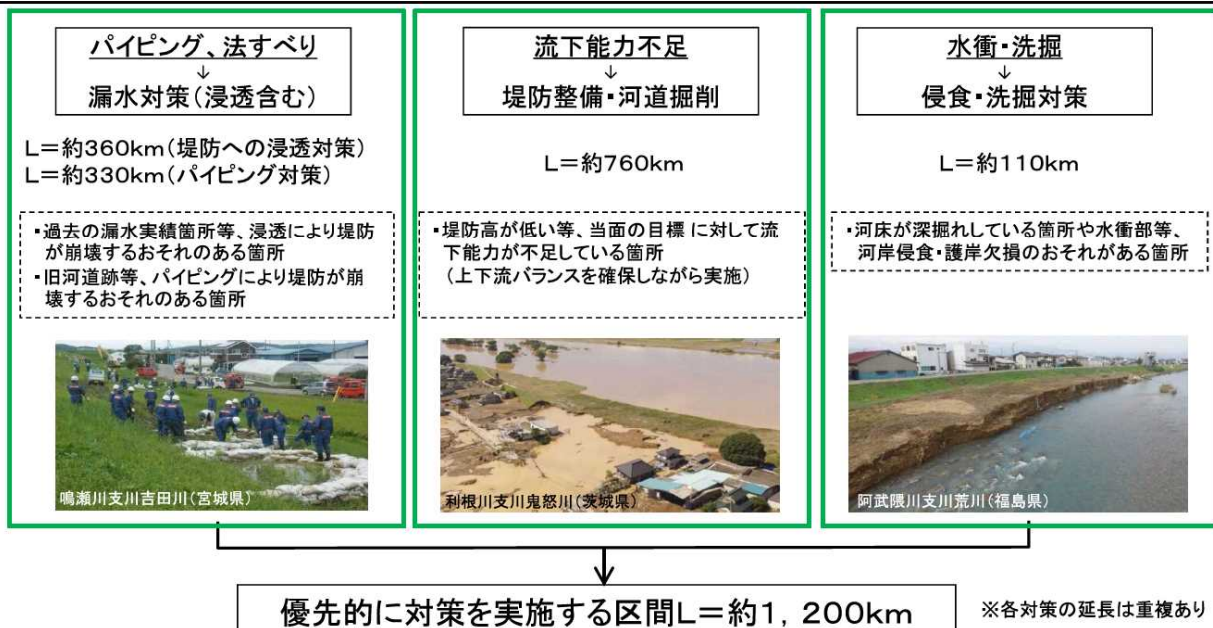 パイピング、法すべり
↓
漏水対策(浸透含む)
L=約360km(堤防への浸透対策)
L=約330km(パイピング対策)
・過去の漏水実績箇所等、浸透により堤防
が崩壊するおそれのある箇所
・旧河道跡等、パイピングにより堤防が崩
壊するおそれのある箇所
鳴瀬川支川吉田川(宮城県)
流下能力不足
↓
堤防整備・河道掘削
L=約760km
・堤防高が低い等、当面の目標 に対して流
下能力が不足している箇所
(上下流バランスを確保しながら実施)
利根川支川鬼怒川(茨城県)
水衝・洗掘
↓
侵食・洗掘対策
L=約110km
・河床が深掘れしている箇所や水衝部等、
河岸侵食・護岸欠損のおそれがある箇所
阿武隈川支川荒川(福島県)
優先的に対策を実施する区間L=約1, 200km
※各対策の延長は重複あり